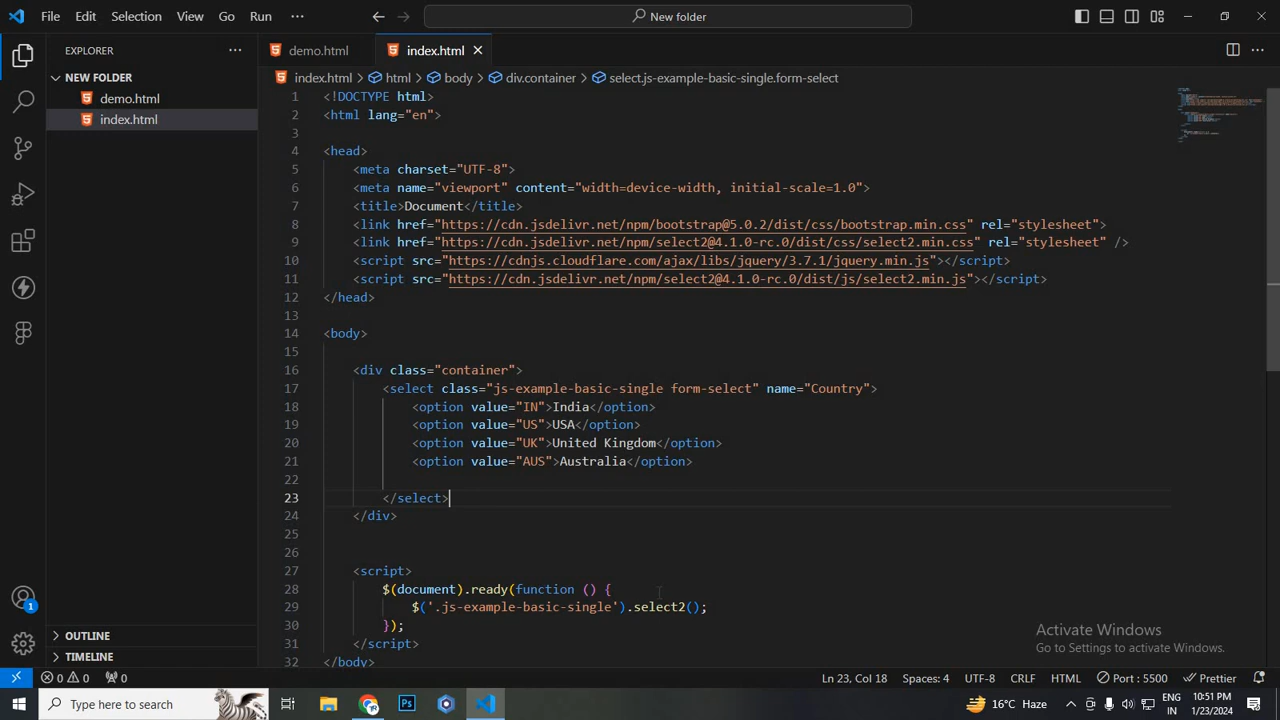 File Edit Selection View Go Run ··· New folder
EXPLORER ···
NEW FOLDER
demo.html
index.html
OUTLINE
TIMELINE
demo.html index.html
index.html > html > body > div.container > select.js-example-basic-single.form-select
1 <!DOCTYPE html>
2 <html lang="en">
3
4 <head>
5 <meta charset="UTF-8">
6 <meta name="viewport" content="width=device-width, initial-scale=1.0">
7 <title>Document</title>
8 <link href="https://cdn.jsdelivr.net/npm/bootstrap@5.0.2/dist/css/bootstrap.min.css" rel="stylesheet">
9 <link href="https://cdn.jsdelivr.net/npm/select2@4.1.0-rc.0/dist/css/select2.min.css" rel="stylesheet" />
10 <script src="https://cdnjs.cloudflare.com/ajax/libs/jquery/3.7.1/jquery.min.js"></script>
11 <script src="https://cdn.jsdelivr.net/npm/select2@4.1.0-rc.0/dist/js/select2.min.js"></script>
12 </head>
13
14 <body>
15
16 <div class="container">
17 <select class="js-example-basic-single form-select" name="Country">
18 <option value="IN">India</option>
19 <option value="US">USA</option>
20 <option value="UK">United Kingdom</option>
21 <option value="AUS">Australia</option>
22
23 </select>
24 </div>
25
26
27 <script>
28 $(document).ready(function () {
29 $('.js-example-basic-single').select2();
30 });
31 </script>
32 </body>
Activate Windows
Go to Settings to activate Windows.
1
0 0 0 Ln 23, Col 18 Spaces: 4 UTF-8 CRLF HTML Port : 5500 Prettier
Type here to search 16°C Haze ENG IN 10:51 PM 1/23/2024